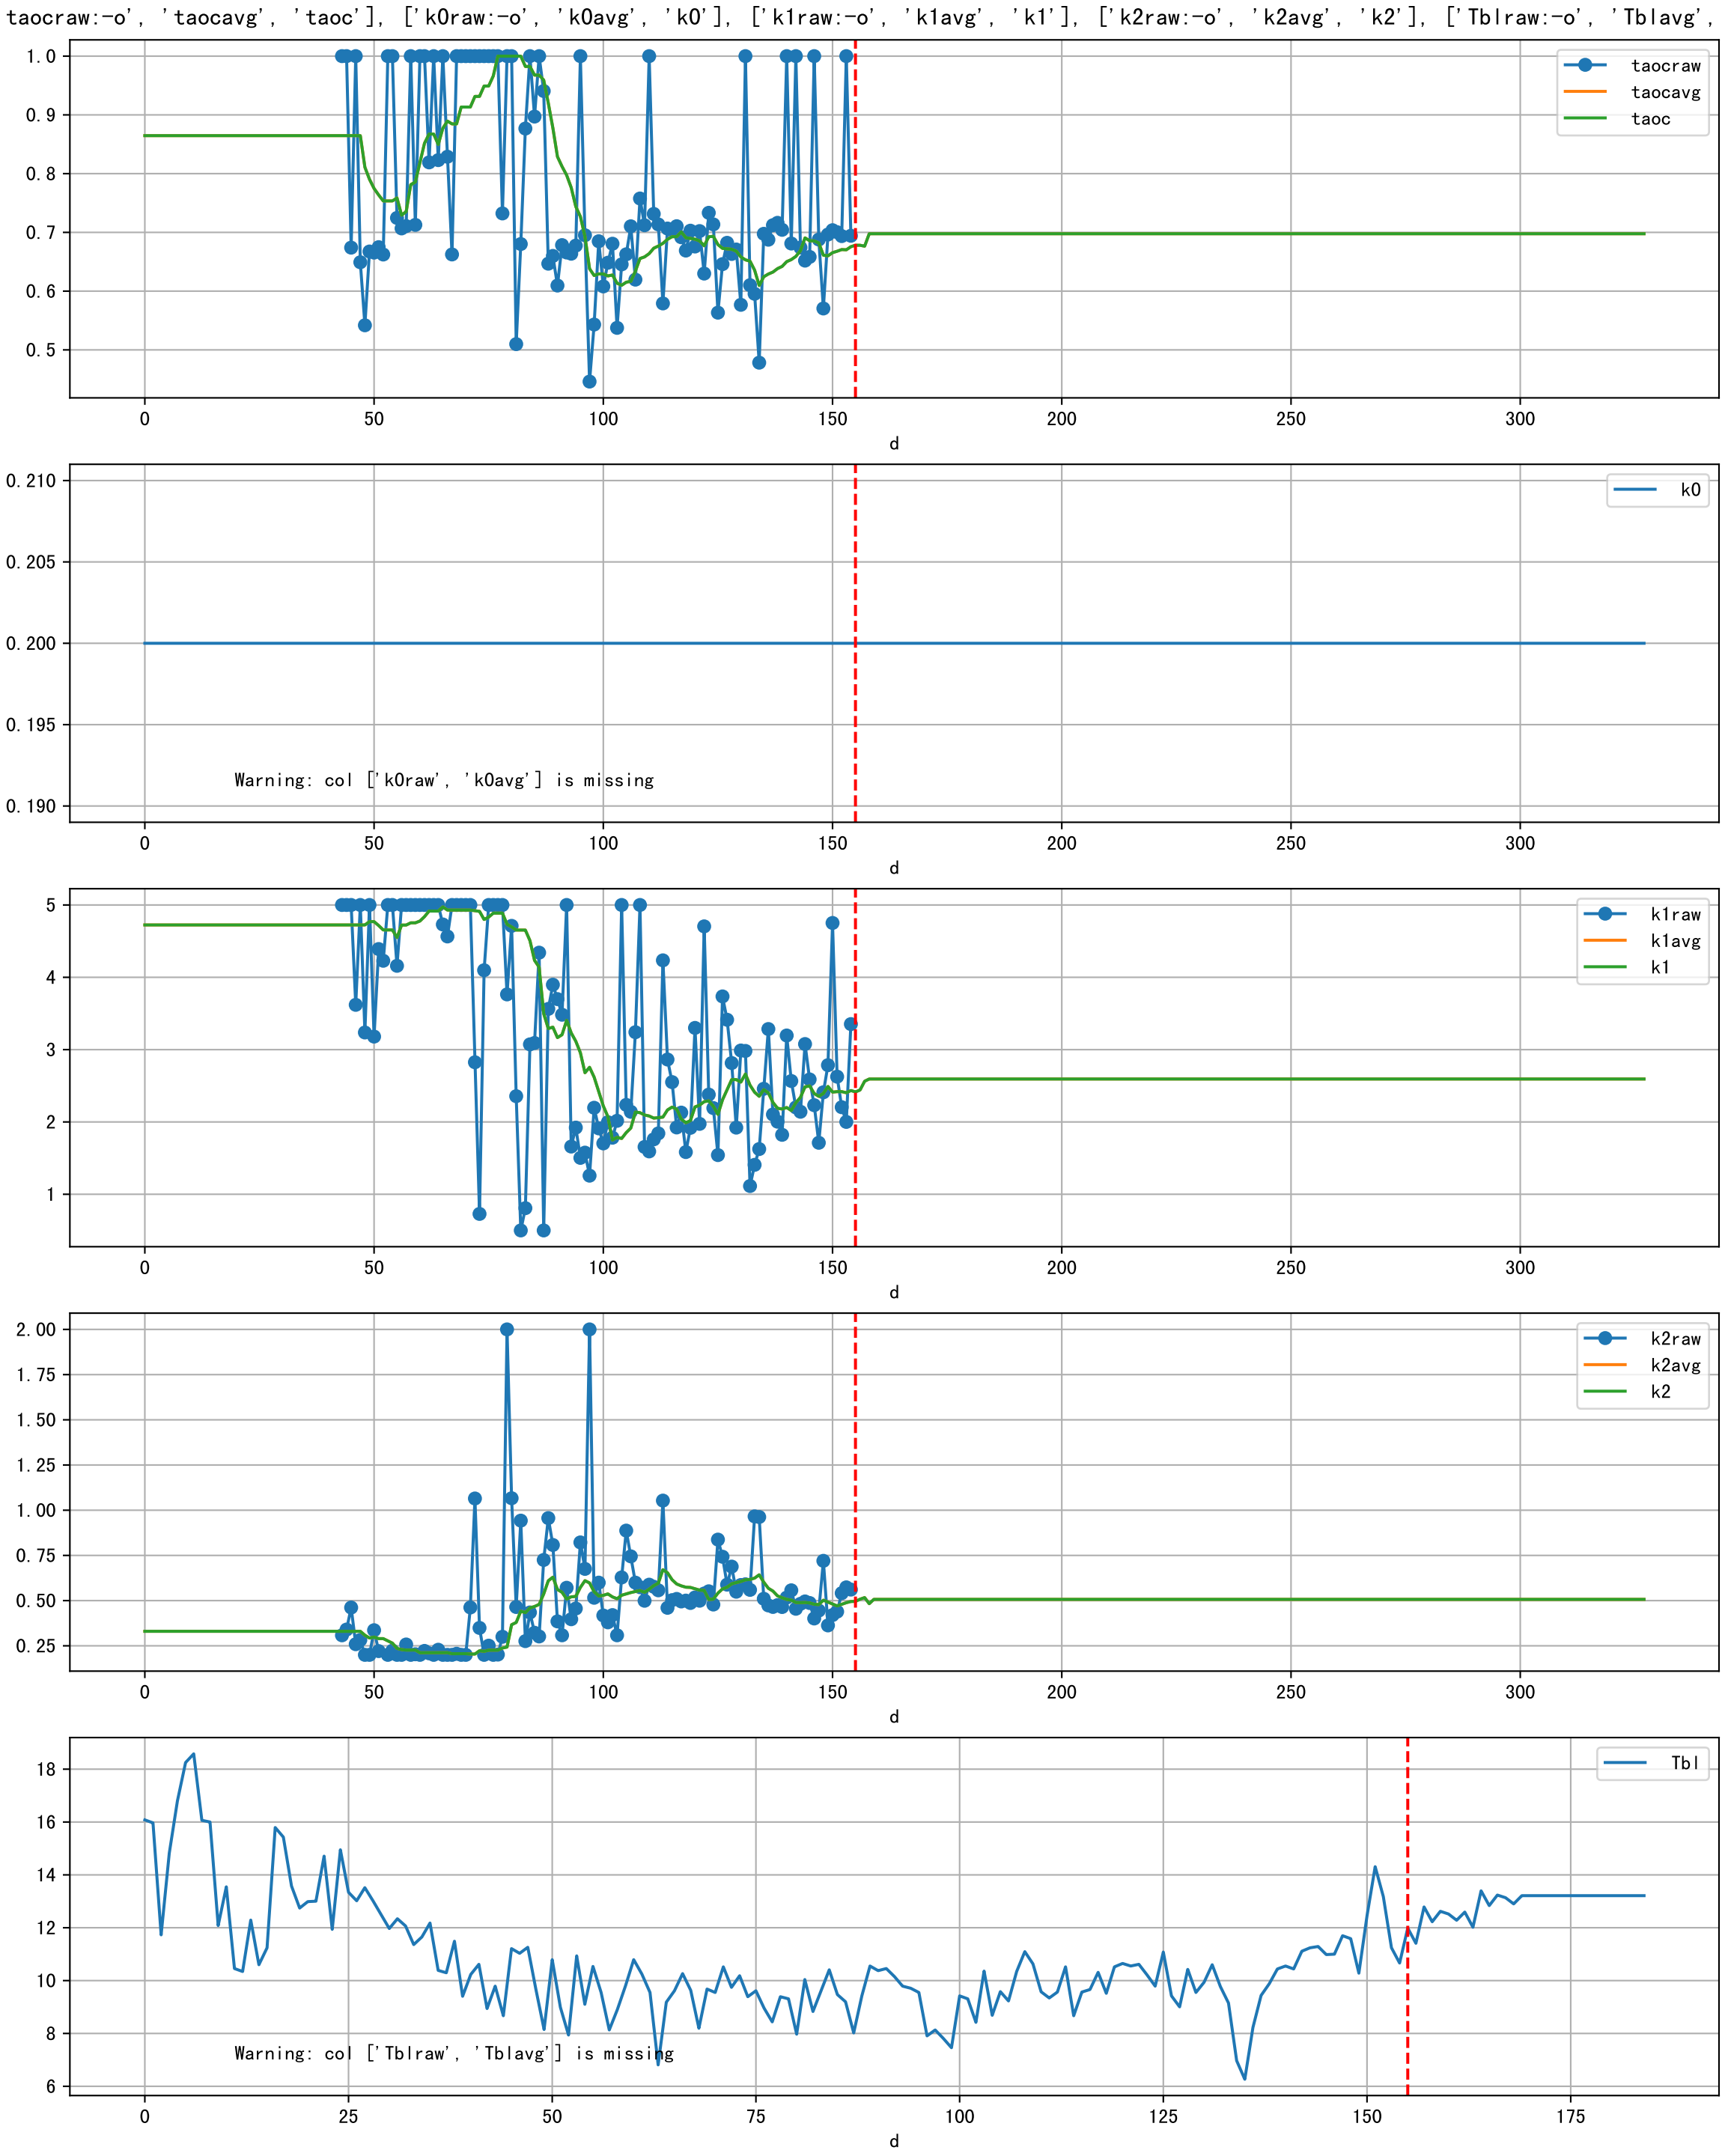 taocraw:-o', 'taocavg', 'taoc'], ['k0raw:-o', 'k0avg', 'k0'], ['k1raw:-o', 'k1avg', 'k1'], ['k2raw:-o', 'k2avg', 'k2'], ['Tblraw:-o', 'Tblavg',
1.0
0.9
0.8
0.7
0.6
0.5
taocraw
taocavg
taoc
0 50 100 150 200 250 300
d
0.210
0.205
0.200
0.195
0.190
k0
Warning: col ['k0raw', 'k0avg'] is missing
0 50 100 150 200 250 300
d
5
4
3
2
1
k1raw
k1avg
k1
0 50 100 150 200 250 300
d
2.00
1.75
1.50
1.25
1.00
0.75
0.50
0.25
k2raw
k2avg
k2
0 50 100 150 200 250 300
d
18
16
14
12
10
8
6
Tbl
Warning: col ['Tblraw', 'Tblavg'] is missing
0 25 50 75 100 125 150 175
d